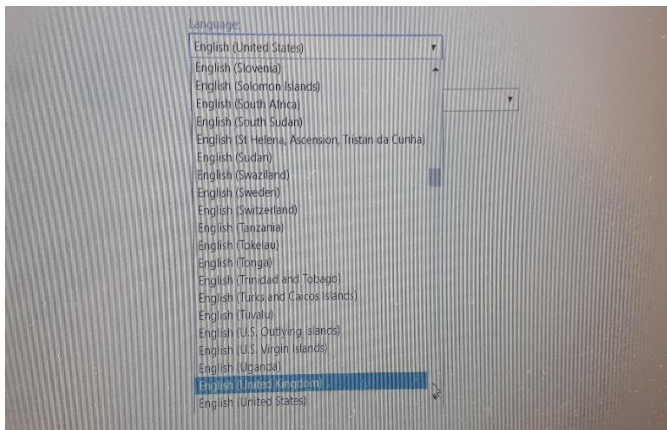 Language:
English (United States)
English (Slovenia)
English (Solomon Islands)
English (South Africa)
English (South Sudan)
English (St Helena, Ascension, Tristan da Cunha)
English (Sudan)
English (Swaziland)
English (Sweden)
English (Switzerland)
English (Tanzania)
English (Tokelau)
English (Tonga)
English (Trinidad and Tobago)
English (Turks and Caicos Islands)
English (Tuvalu)
English (U.S. Outlying Islands)
English (U.S. Virgin Islands)
English (Uganda)
English (United Kingdom)
English (United States)